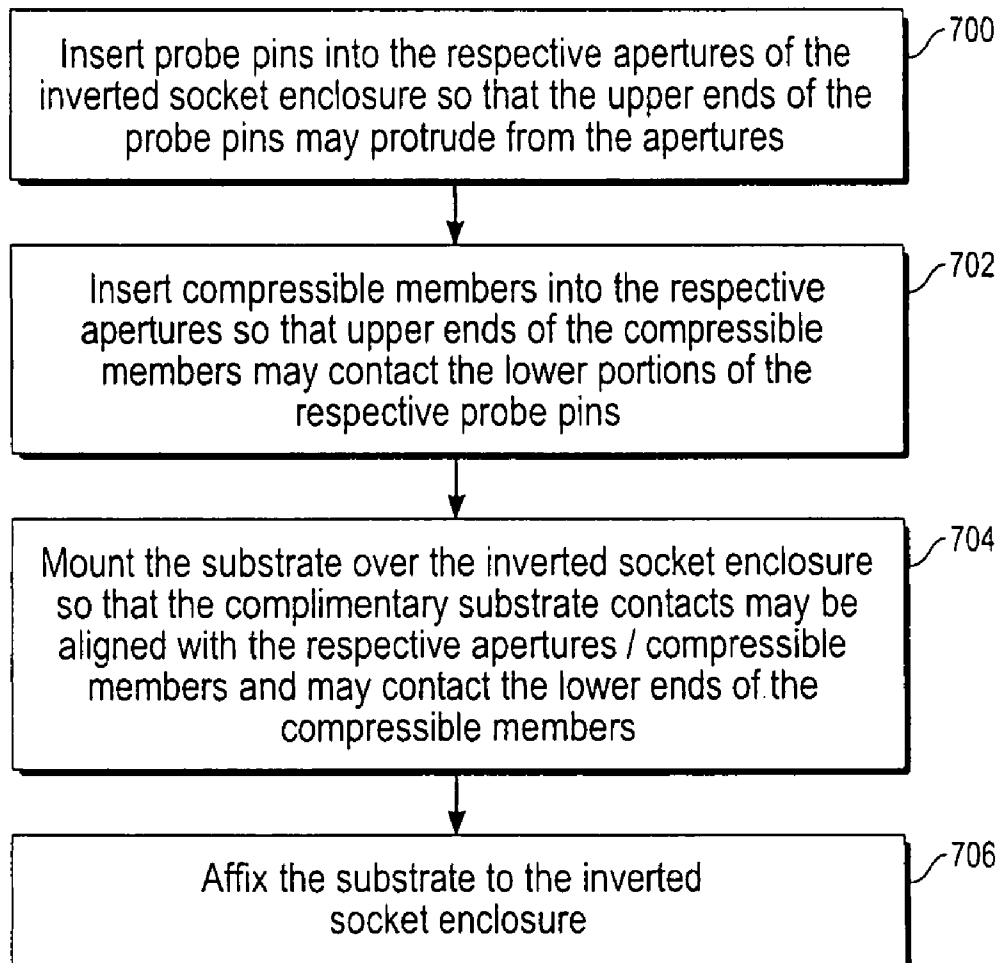 Insert probe pins into the respective apertures of the
inverted socket enclosure so that the upper ends of the
probe pins may protrude from the apertures
700
Insert compressible members into the respective
apertures so that upper ends of the compressible
members may contact the lower portions of the
respective probe pins
702
Mount the substrate over the inverted socket enclosure
so that the complimentary substrate contacts may be
aligned with the respective apertures / compressible
members and may contact the lower ends of the
compressible members
704
Affix the substrate to the inverted
socket enclosure
706